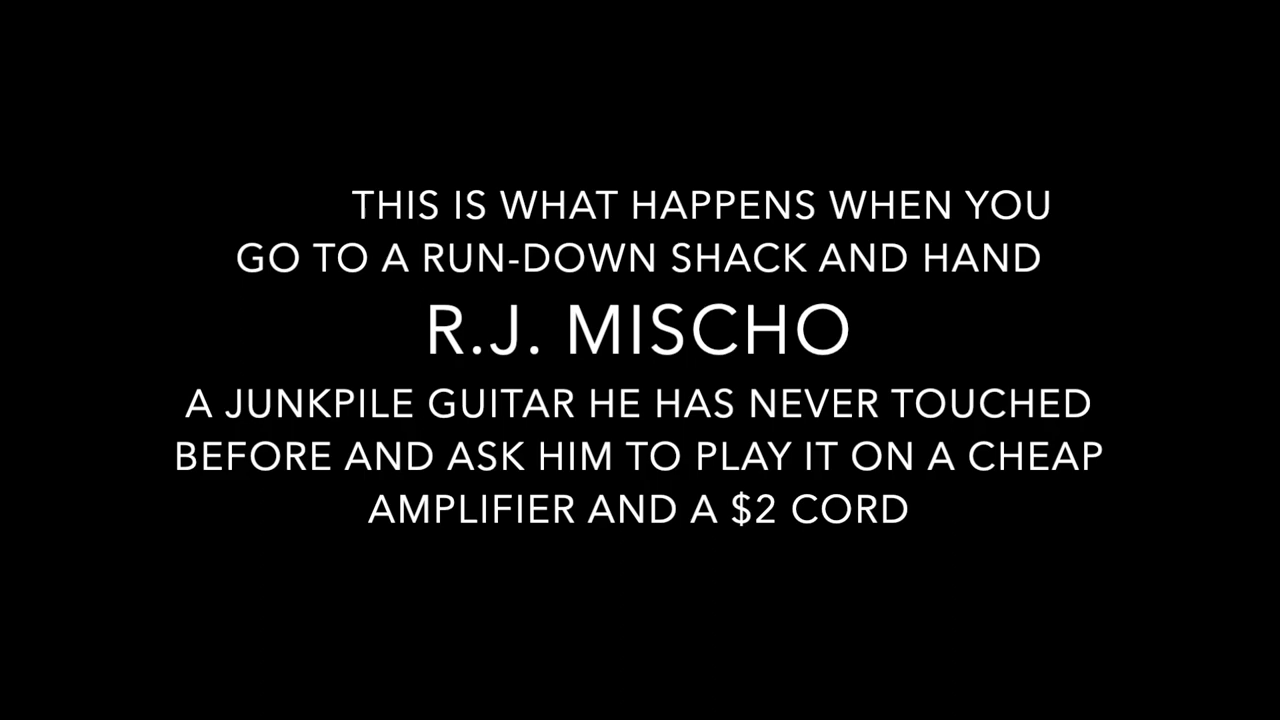 THIS IS WHAT HAPPENS WHEN YOU
GO TO A RUN-DOWN SHACK AND HAND
R.J. MISCHO
A JUNKPILE GUITAR HE HAS NEVER TOUCHED
BEFORE AND ASK HIM TO PLAY IT ON A CHEAP
AMPLIFIER AND A $2 CORD